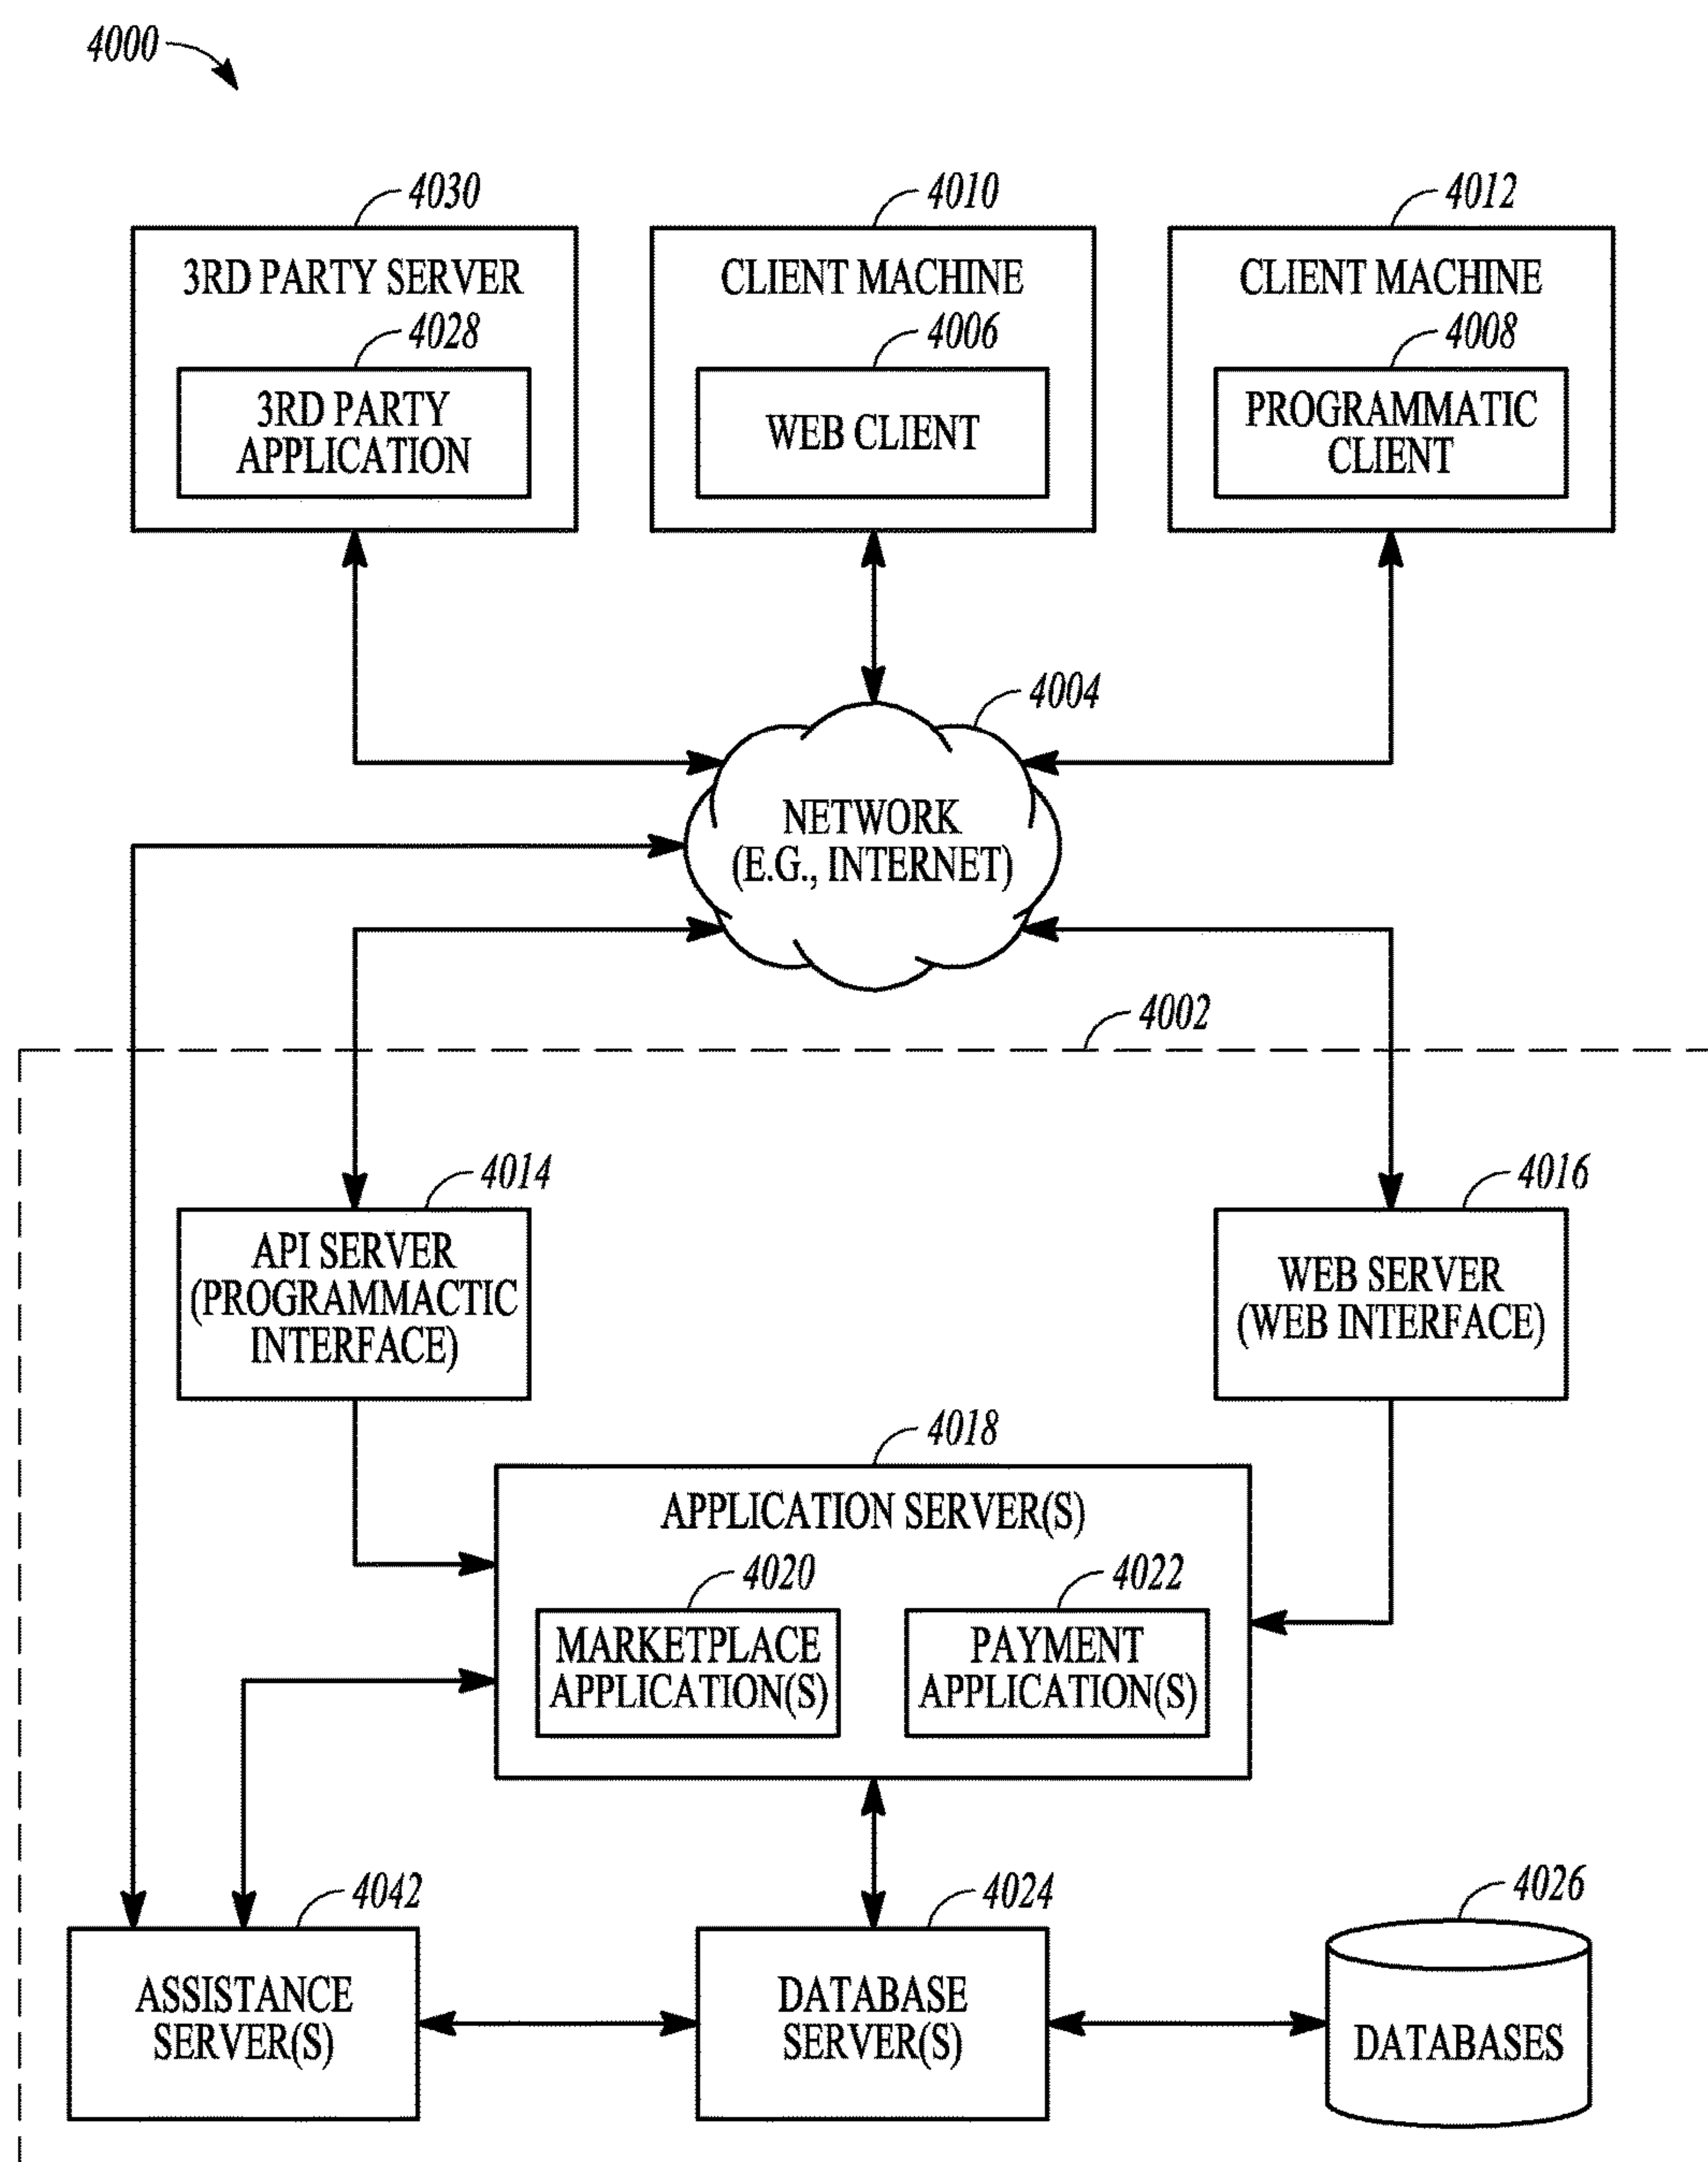 4000
4030
3RD PARTY SERVER
4028
3RD PARTY
APPLICATION
4010
CLIENT MACHINE
4006
WEB CLIENT
4012
CLIENT MACHINE
4008
PROGRAMMATIC
CLIENT
4004
NETWORK
(E.G., INTERNET)
4002
4014
API SERVER
(PROGRAMMACTIC
INTERFACE)
4016
WEB SERVER
(WEB INTERFACE)
4018
APPLICATION SERVER(S)
4020
MARKETPLACE
APPLICATION(S)
4022
PAYMENT
APPLICATION(S)
4042
ASSISTANCE
SERVER(S)
4024
DATABASE
SERVER(S)
4026
DATABASES